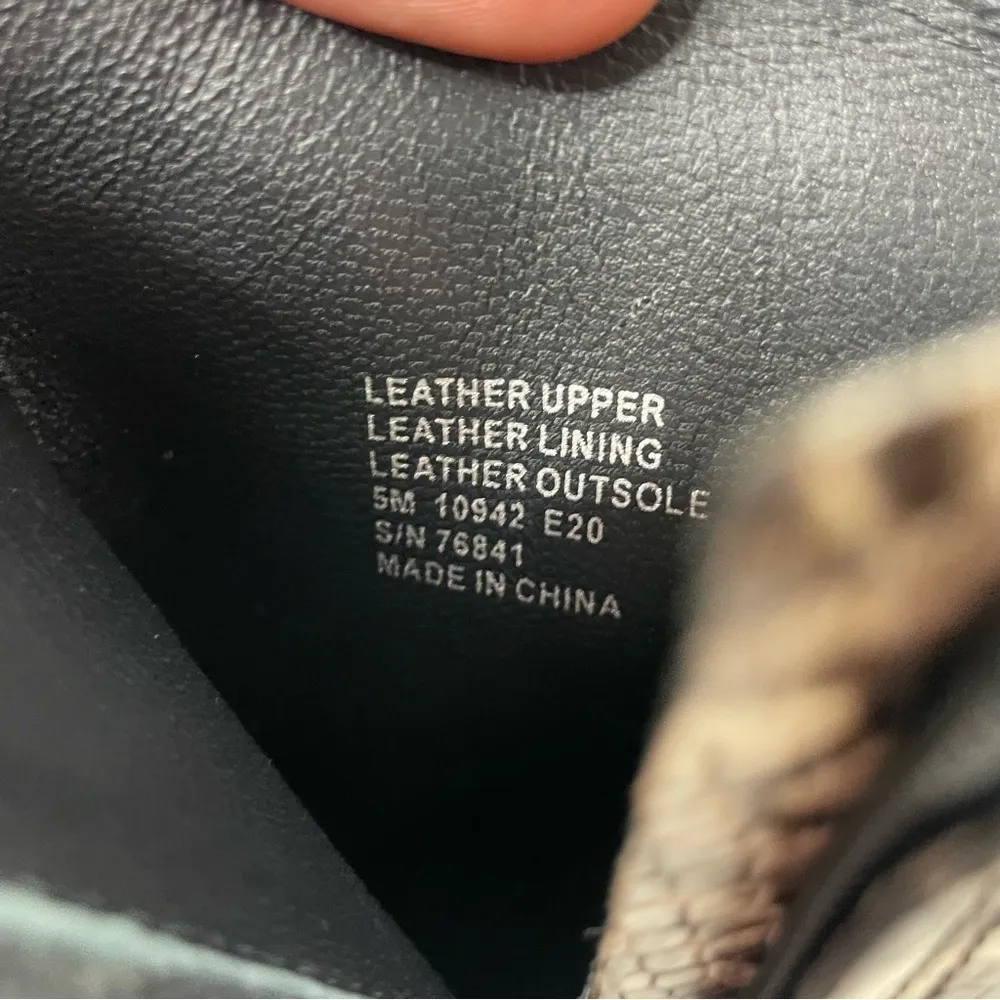 LEATHER UPPER
LEATHER LINING
LEATHER OUTSOLE
5M 10942 E20
S/N 76841
MADE IN CHINA